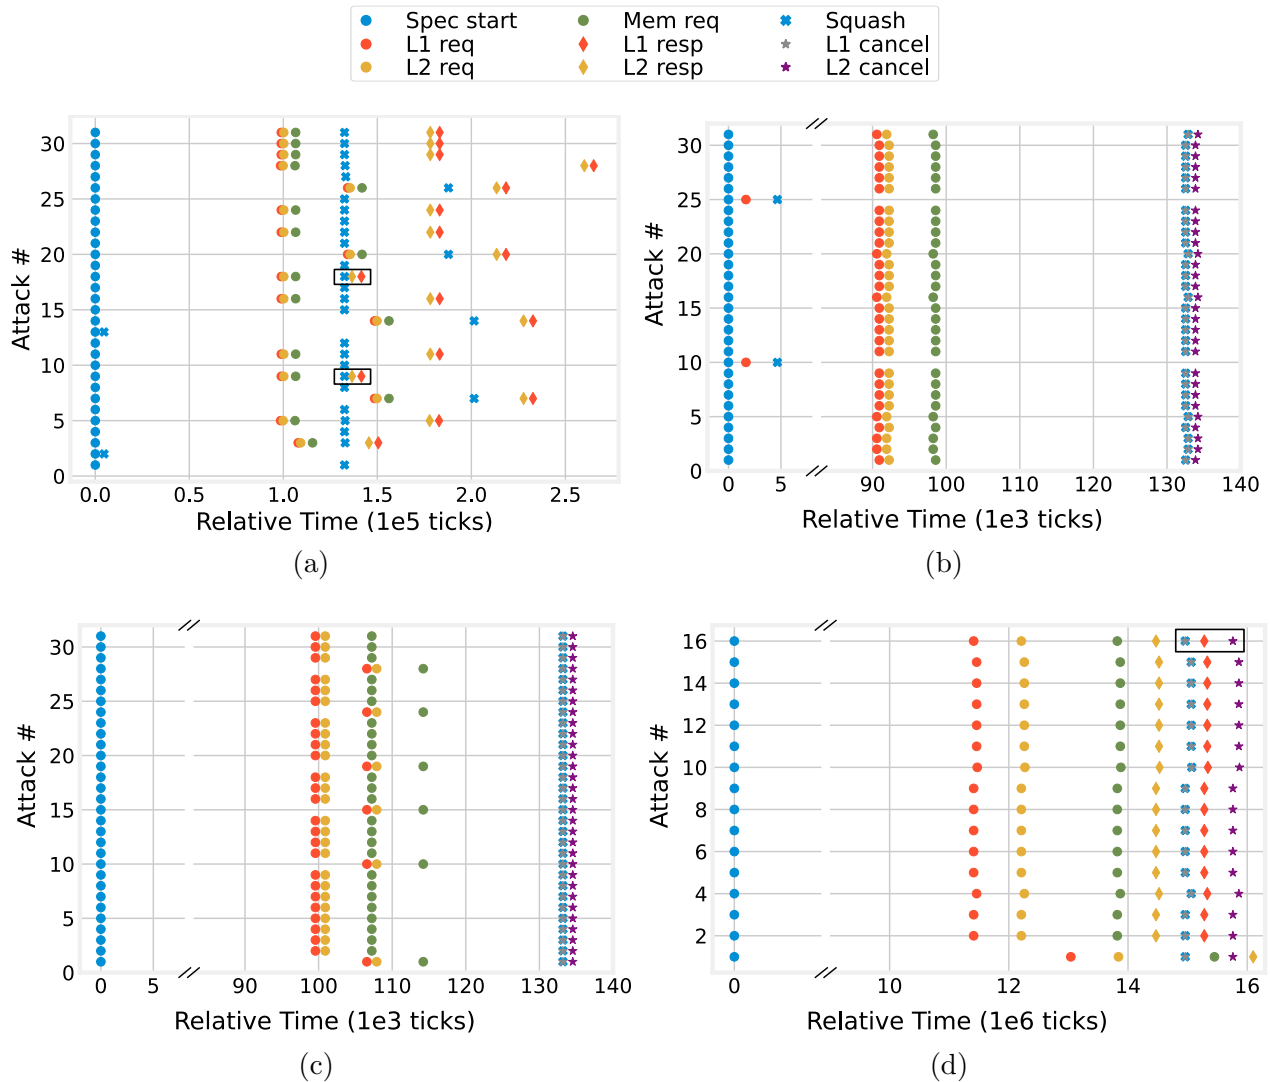 Spec start Mem req Squash
L1 req L1 resp L1 cancel
L2 req L2 resp L2 cancel
Attack #
30
25
20
15
10
5
0
0.0 0.5 1.0 1.5 2.0 2.5
Relative Time (1e5 ticks)
(a)
Attack #
30
25
20
15
10
5
0
0 5 90 100 110 120 130 140
Relative Time (1e3 ticks)
(b)
Attack #
30
25
20
15
10
5
0
0 5 90 100 110 120 130 140
Relative Time (1e3 ticks)
(c)
Attack #
16
14
12
10
8
6
4
2
0 10 12 14 16
Relative Time (1e6 ticks)
(d)